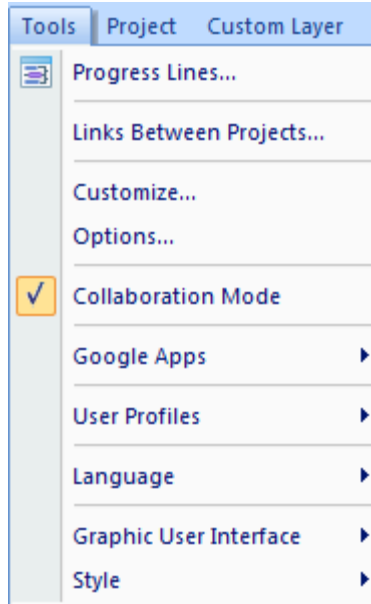 Tools Project Custom Layer
Progress Lines...
Links Between Projects...
Customize...
Options...
Collaboration Mode
Google Apps
User Profiles
Language
Graphic User Interface
Style